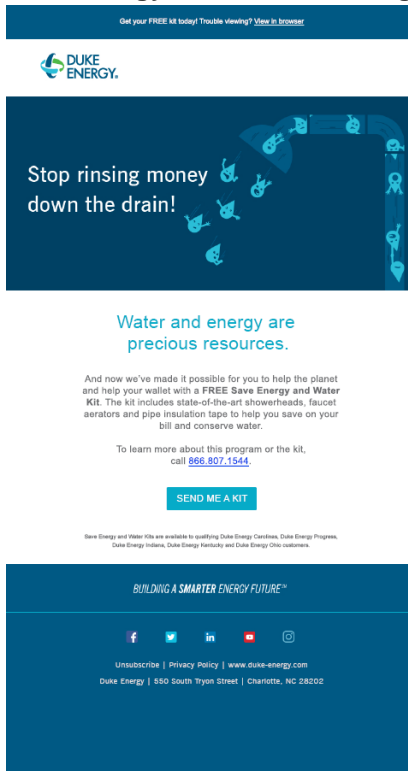 Get your FREE kit today! Trouble viewing? View in browser
DUKE
ENERGY®
Stop rinsing money
down the drain!
Water and energy are
precious resources.
And now we've made it possible for you to help the planet
and help your wallet with a FREE Save Energy and Water
Kit. The kit includes state-of-the-art showerheads, faucet
aerators and pipe insulation tape to help you save on your
bill and conserve water.
To learn more about this program or the kit,
call 866.807.1544.
SEND ME A KIT
Save Energy and Water Kits are available to qualifying Duke Energy Carolinas, Duke Energy Progress,
Duke Energy Indiana, Duke Energy Kentucky and Duke Energy Ohio customers.
BUILDING A SMARTER ENERGY FUTURE℠
Unsubscribe | Privacy Policy | www.duke-energy.com
Duke Energy | 550 South Tryon Street | Charlotte, NC 28202